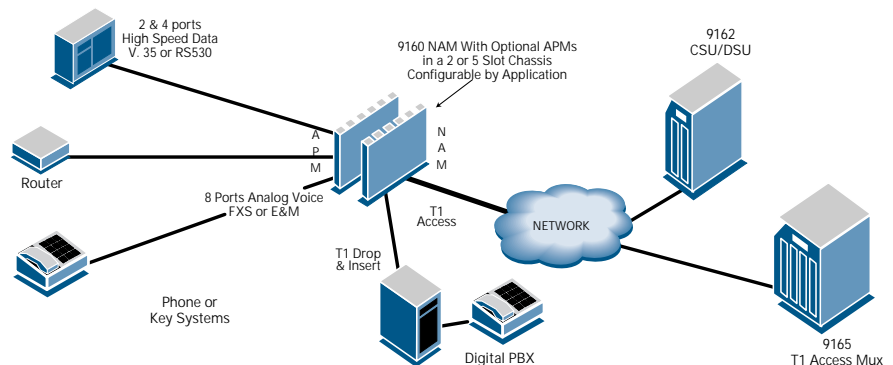 2 & 4 ports
High Speed Data
V. 35 or RS530
9160 NAM With Optional APMs
in a 2 or 5 Slot Chassis
Configurable by Application
9162
CSU/DSU
A
P
M
N
A
M
Router
8 Ports Analog Voice
FXS or E&M
T1
Access
NETWORK
T1 Drop
& Insert
Phone or
Key Systems
Digital PBX
9165
T1 Access Mux